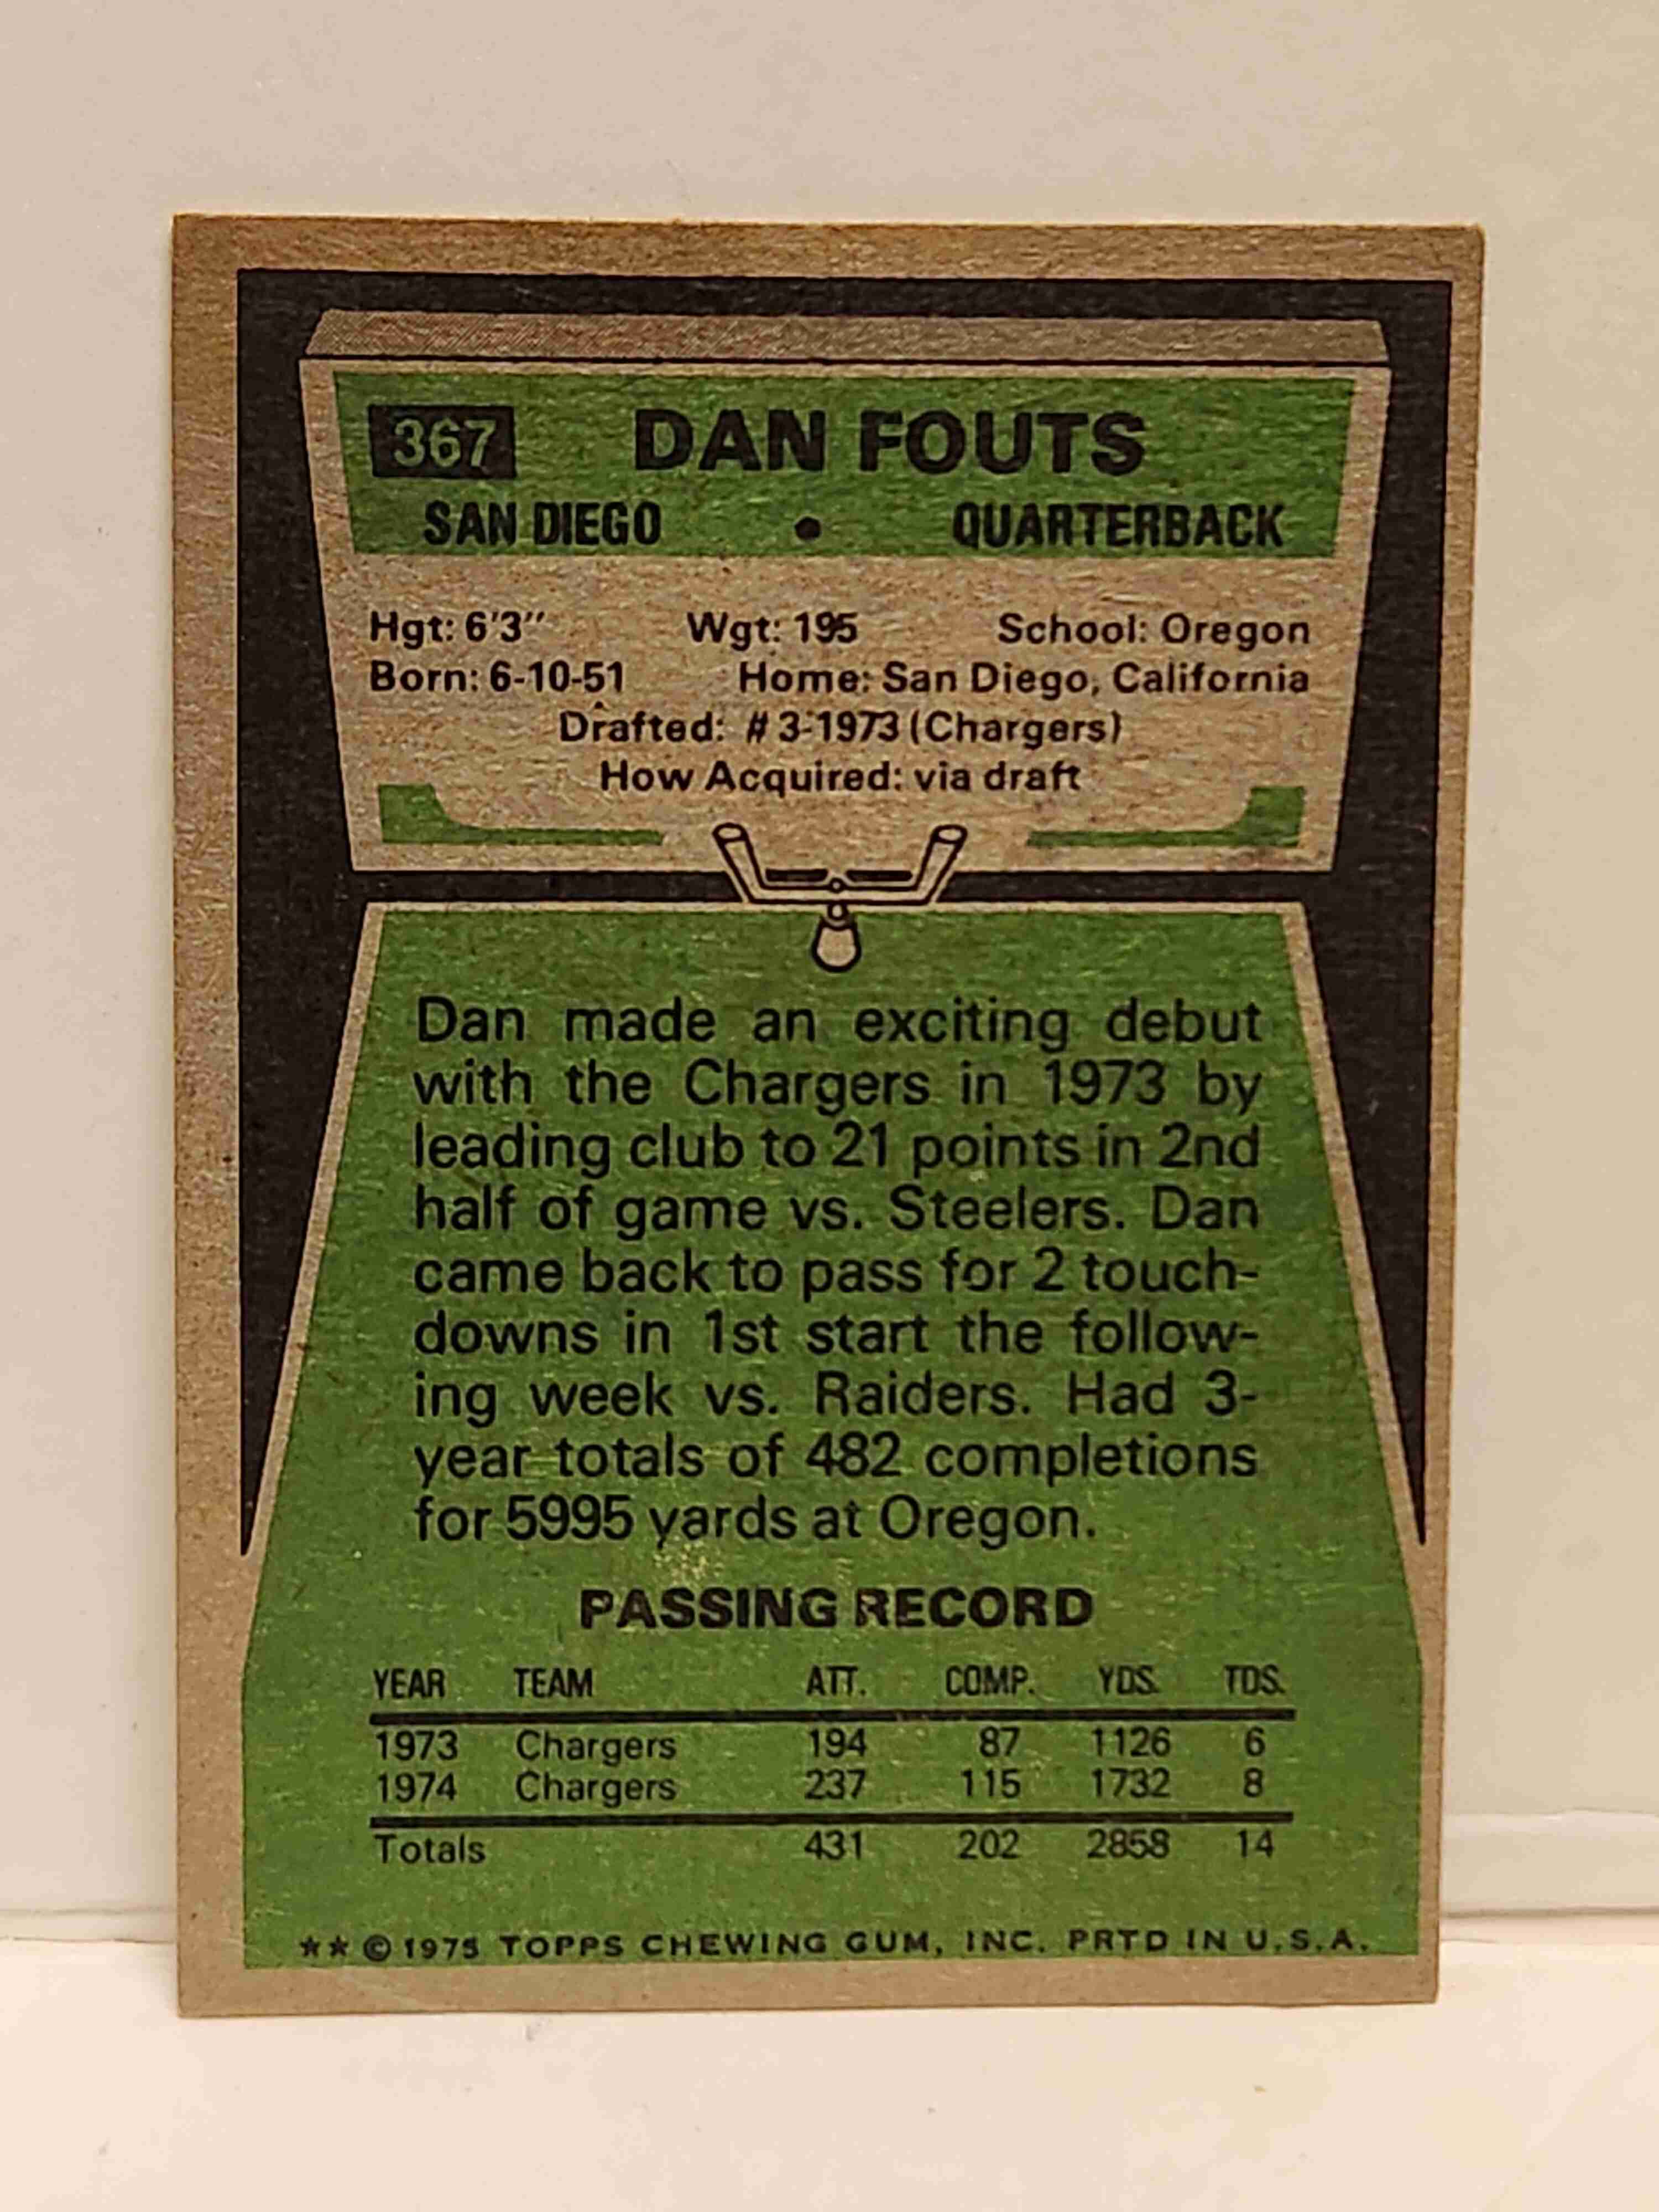 367 DAN FOUTS
SAN DIEGO • QUARTERBACK
Hgt: 6'3" Wgt: 195 School: Oregon
Born: 6-10-51 Home: San Diego, California
Drafted: #3-1973 (Chargers)
How Acquired: via draft
Dan made an exciting debut
with the Chargers in 1973 by
leading club to 21 points in 2nd
half of game vs. Steelers. Dan
came back to pass for 2 touch-
downs in 1st start the follow-
ing week vs. Raiders. Had 3-
year totals of 482 completions
for 5995 yards at Oregon.
PASSING RECORD
YEAR TEAM ATT. COMP. YDS. TDS.
1973 Chargers 194 87 1126 6
1974 Chargers 237 115 1732 8
Totals 431 202 2858 14
★★ © 1975 TOPPS CHEWING GUM, INC. PRTD IN U.S.A.